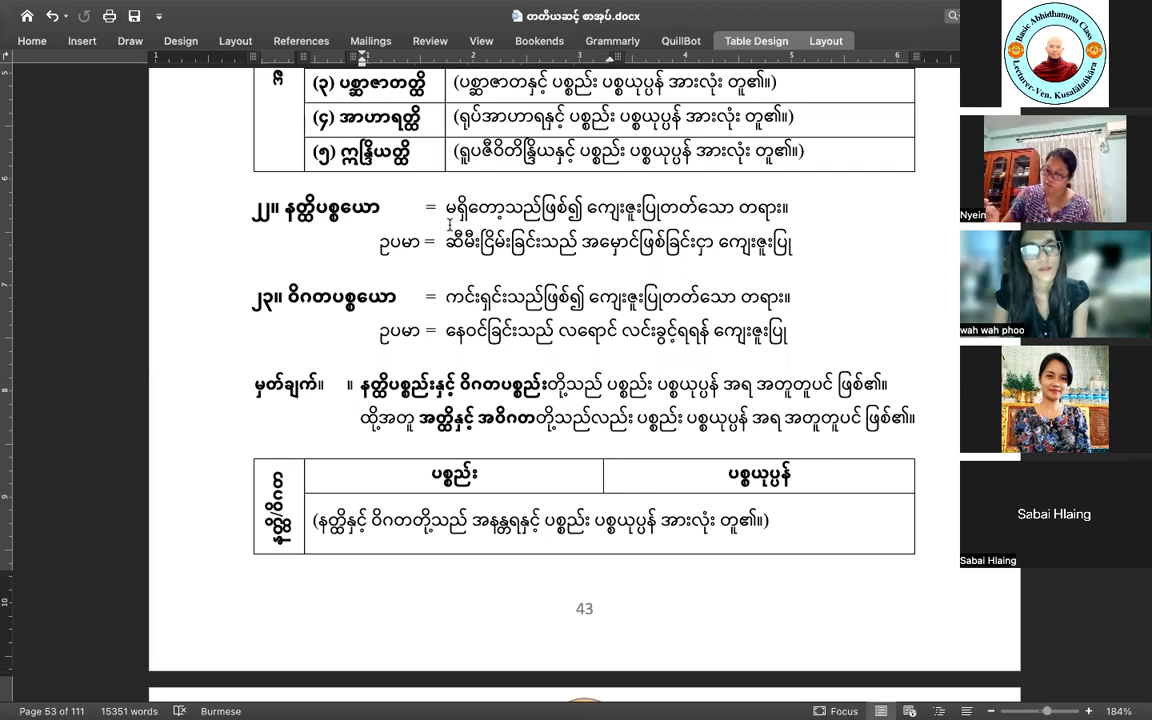 တတိယဆင့် စာအုပ်.docx
Home Insert Draw Design Layout References Mailings Review View Bookends Grammarly QuillBot Table Design Layout
(၃) ပစ္ဆာဇာတတ္ထိ (ပစ္ဆာဇာတနှင့် ပစ္စည်း ပစ္စယုပ္ပန် အားလုံး တူ၏။)
(၄) အာဟာရတ္ထိ (ရုပ်အာဟာရနှင့် ပစ္စည်း ပစ္စယုပ္ပန် အားလုံး တူ၏။)
(၅) ဣန္ဒြိယတ္ထိ (ရူပဇီဝိတိန္ဒြိယနှင့် ပစ္စည်း ပစ္စယုပ္ပန် အားလုံး တူ၏။)
၂၂။ နတ္ထိပစ္စယော = မရှိတော့သည်ဖြစ်၍ ကျေးဇူးပြုတတ်သော တရား။
ဥပမာ = ဆီမီးငြိမ်းခြင်းသည် အမှောင်ဖြစ်ခြင်းငှာ ကျေးဇူးပြု
၂၃။ ဝိဂတပစ္စယော = ကင်းရှင်းသည်ဖြစ်၍ ကျေးဇူးပြုတတ်သော တရား။
ဥပမာ = နေဝင်ခြင်းသည် လရောင် လင်းခွင့်ရရန် ကျေးဇူးပြု
မှတ်ချက်။ ။ နတ္ထိပစ္စည်းနှင့် ဝိဂတပစ္စည်းတို့သည် ပစ္စည်း ပစ္စယုပ္ပန် အရ အတူတူပင် ဖြစ်၏။
ထို့အတူ အတ္ထိနှင့် အဝိဂတတို့သည်လည်း ပစ္စည်း ပစ္စယုပ္ပန် အရ အတူတူပင် ဖြစ်၏။
နတ္ထိ/ဝိဂတ
ပစ္စည်း ပစ္စယုပ္ပန်
(နတ္ထိနှင့် ဝိဂတတို့သည် အနန္တရနှင့် ပစ္စည်း ပစ္စယုပ္ပန် အားလုံး တူ၏။)
43
Page 53 of 111 15351 words Burmese Focus 184%
Basic Abhidhamma Class
Lecturer-Ven. Kusalālaṅkāra
Nyein
wah wah phoo
Sabai Hlaing
Sabai Hlaing